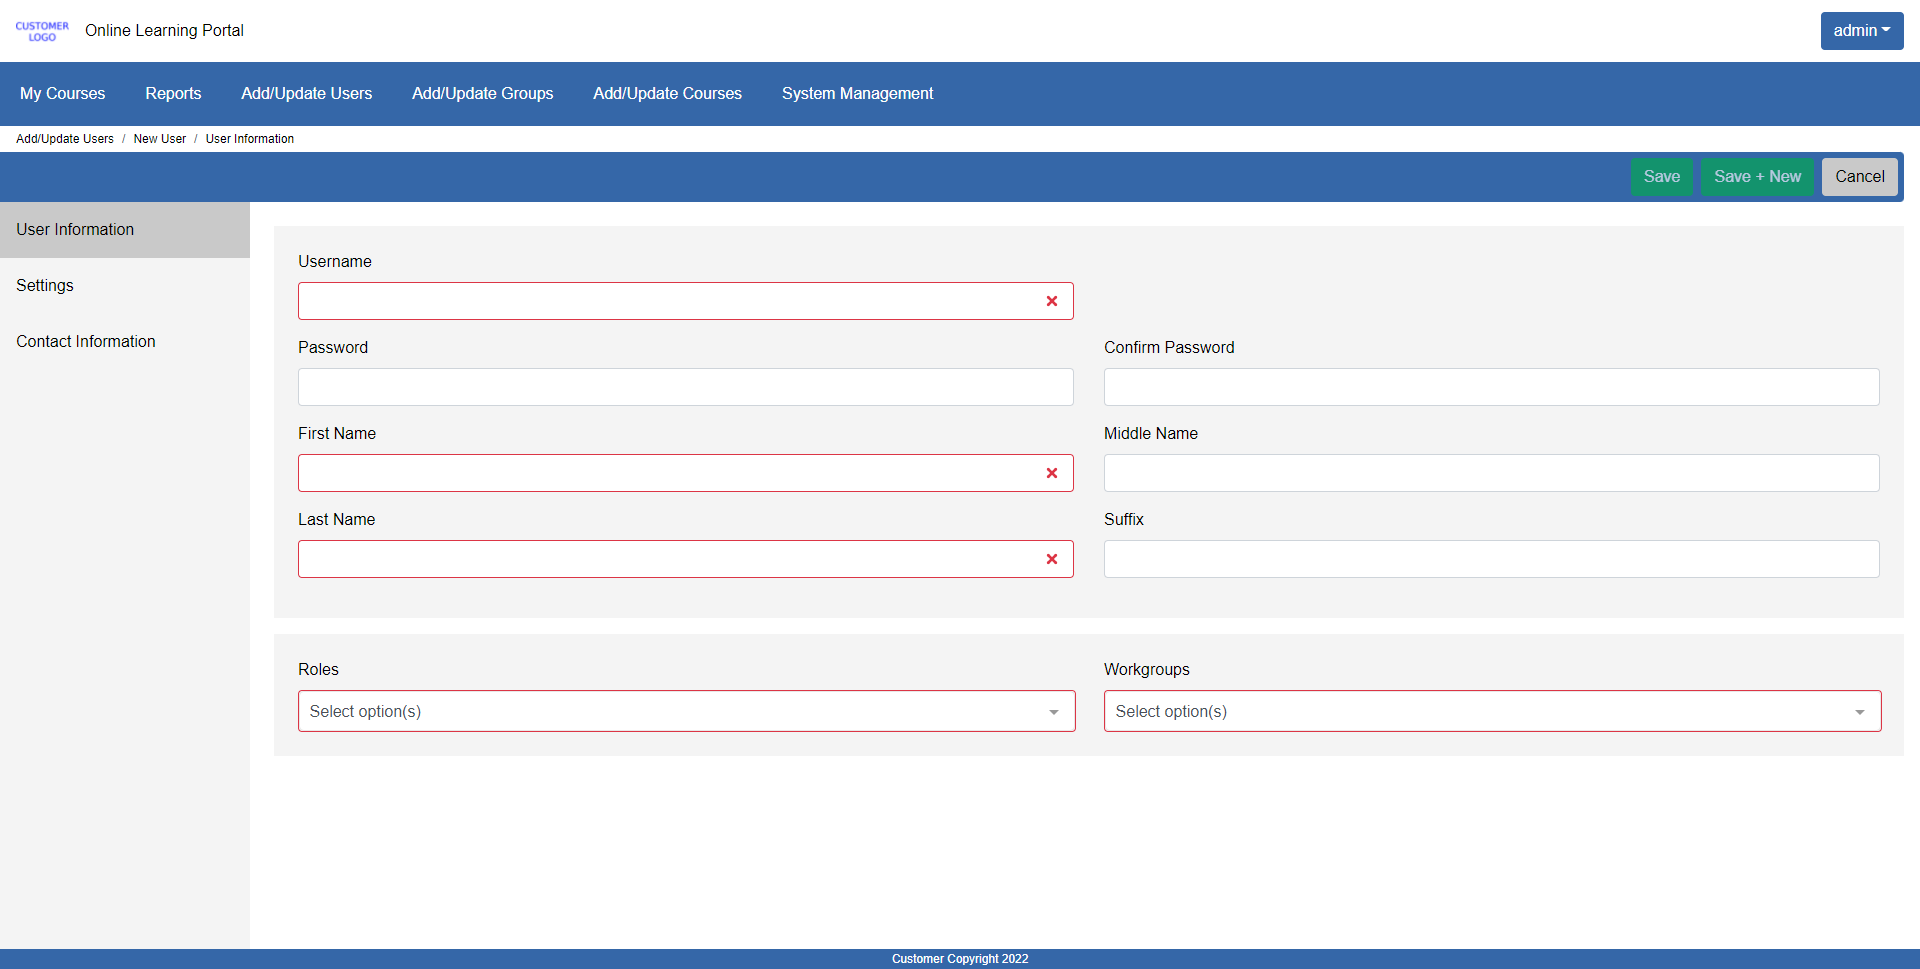 CUSTOMER
LOGO
Online Learning Portal
admin
My Courses Reports Add/Update Users Add/Update Groups Add/Update Courses System Management
Add/Update Users / New User / User Information
Save Save + New Cancel
User Information
Settings
Contact Information
Username
Password Confirm Password
First Name Middle Name
Last Name Suffix
Roles Workgroups
Select option(s) Select option(s)
Customer Copyright 2022